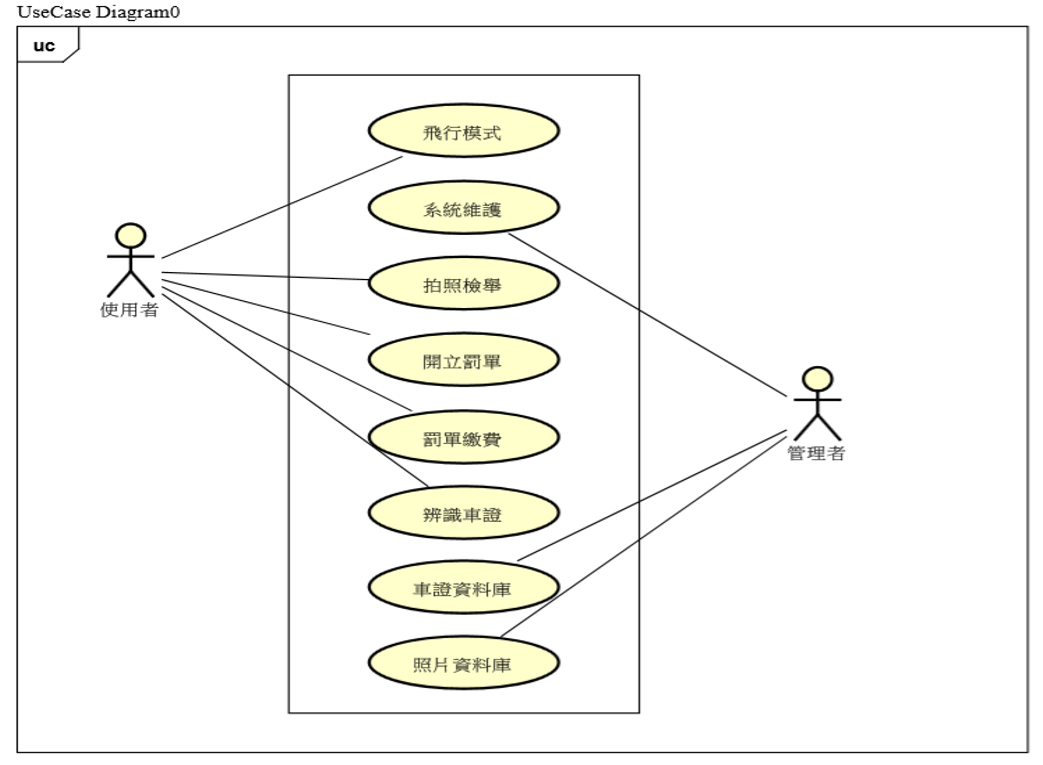 UseCase Diagram0
uc
飛行模式
系統維護
拍照檢舉
開立罰單
罰單繳費
辨識車證
車證資料庫
照片資料庫
使用者
管理者